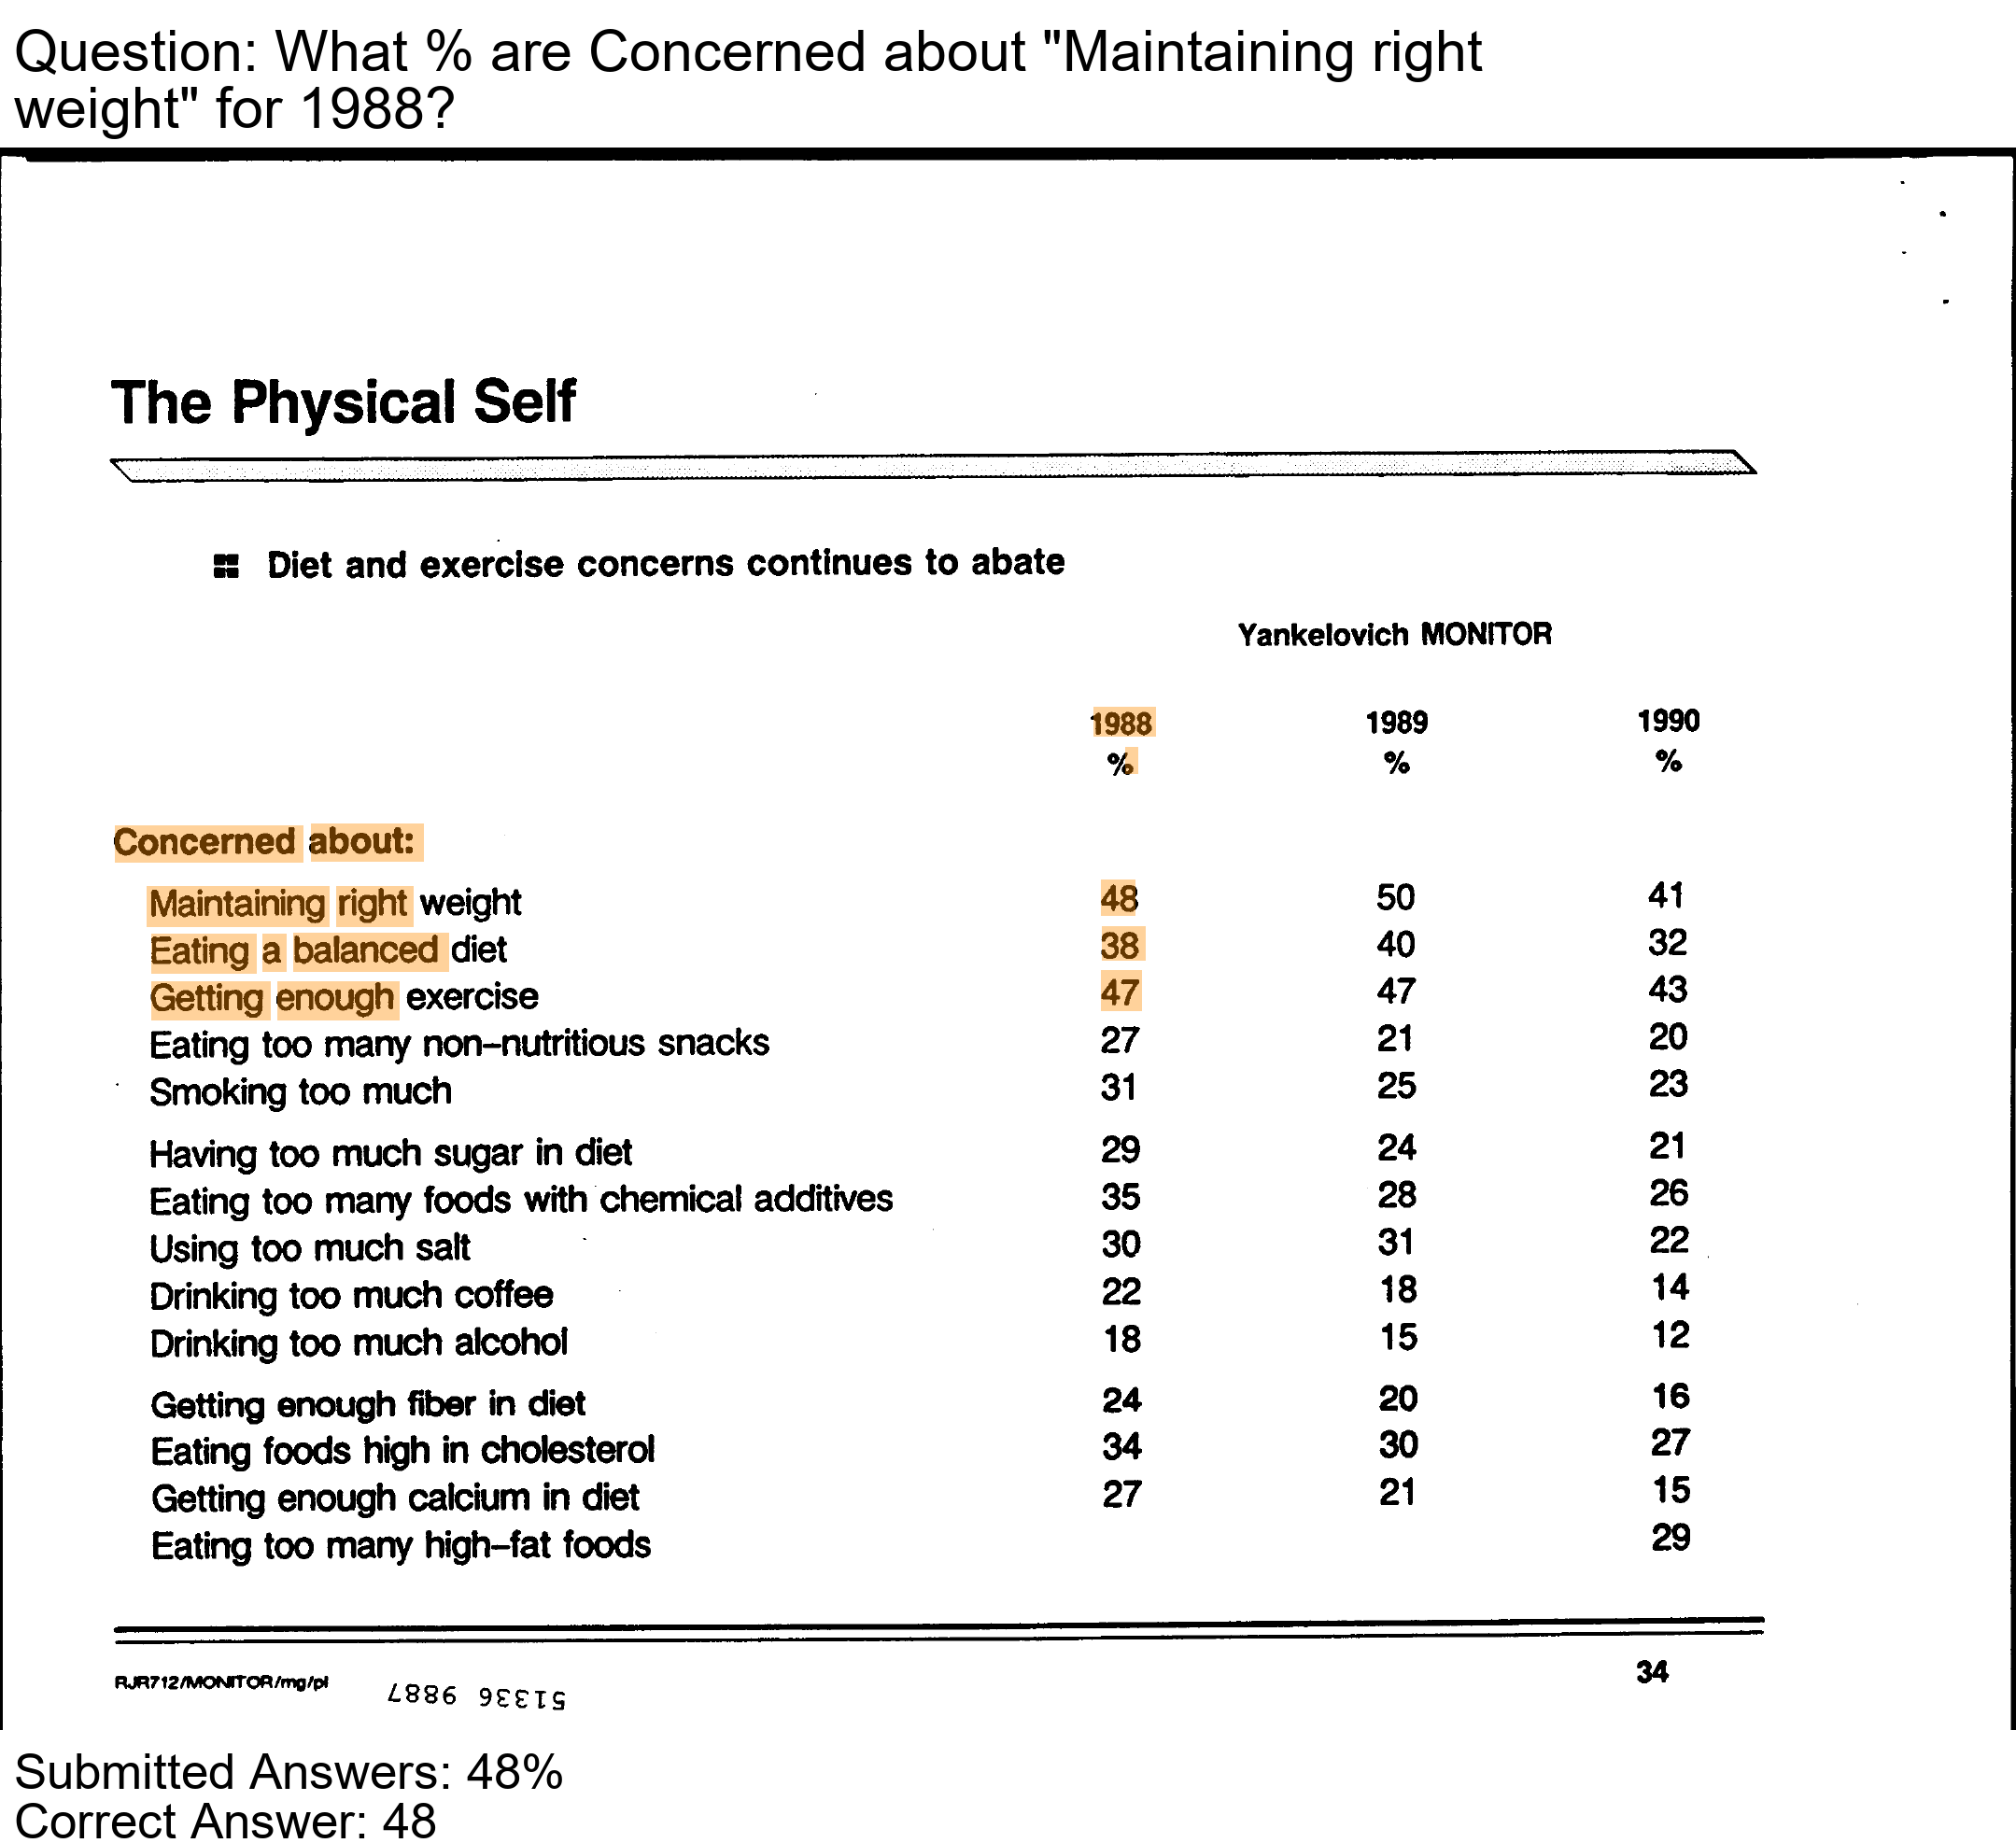 Question: What % are Concerned about "Maintaining right
weight" for 1988?
The Physical Self
Diet and exercise concerns continues to abate
Yankelovich MONITOR
1988 1989 1990
% % %
Concerned about:
Maintaining right weight 48 50 41
Eating a balanced diet 38 40 32
Getting enough exercise 47 47 43
Eating too many non-nutritious snacks 27 21 20
Smoking too much 31 25 23
Having too much sugar in diet 29 24 21
Eating too many foods with chemical additives 35 28 26
Using too much salt 30 31 22
Drinking too much coffee 22 18 14
Drinking too much alcohol 18 15 12
Getting enough fiber in diet 24 20 16
Eating foods high in cholesterol 34 30 27
Getting enough calcium in diet 27 21 15
Eating too many high-fat foods 29
RJR712/MONITOR/mg/pl 51336 9887 34
Submitted Answers: 48%
Correct Answer: 48